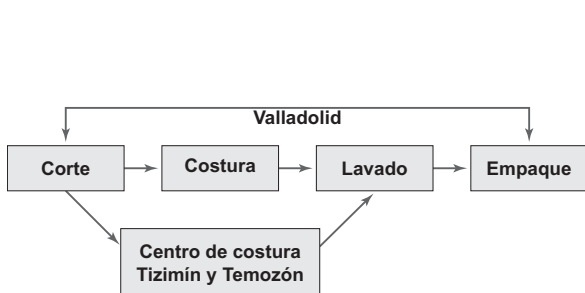 Valladolid
Corte
Costura
Lavado
Empaque
Centro de costura
Tizimín y Temozón